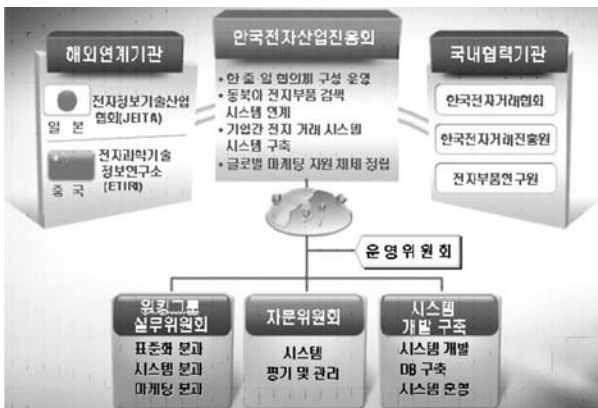 해외연계기관
일 본
전자정보기술산업
협회(JEITA)
중 국
전자과학기술
정보연구소
(ETIRI)
한국전자산업진흥회
• 한 중 일 협의체 구성 운영
• 동북아 전자부품 검색
시스템 연계
• 기업간 전자 거래 시스템
시스템 구축
• 글로벌 마케팅 지원 체제 정립
국내협력기관
한국전자거래협회
한국전자거래진흥원
전자부품연구원
운영위원회
워킹그룹
실무위원회
표준화 분과
시스템 분과
마케팅 분과
자문위원회
시스템
평가 및 관리
시스템
개발 구축
시스템 개발
DB 구축
시스템 운영